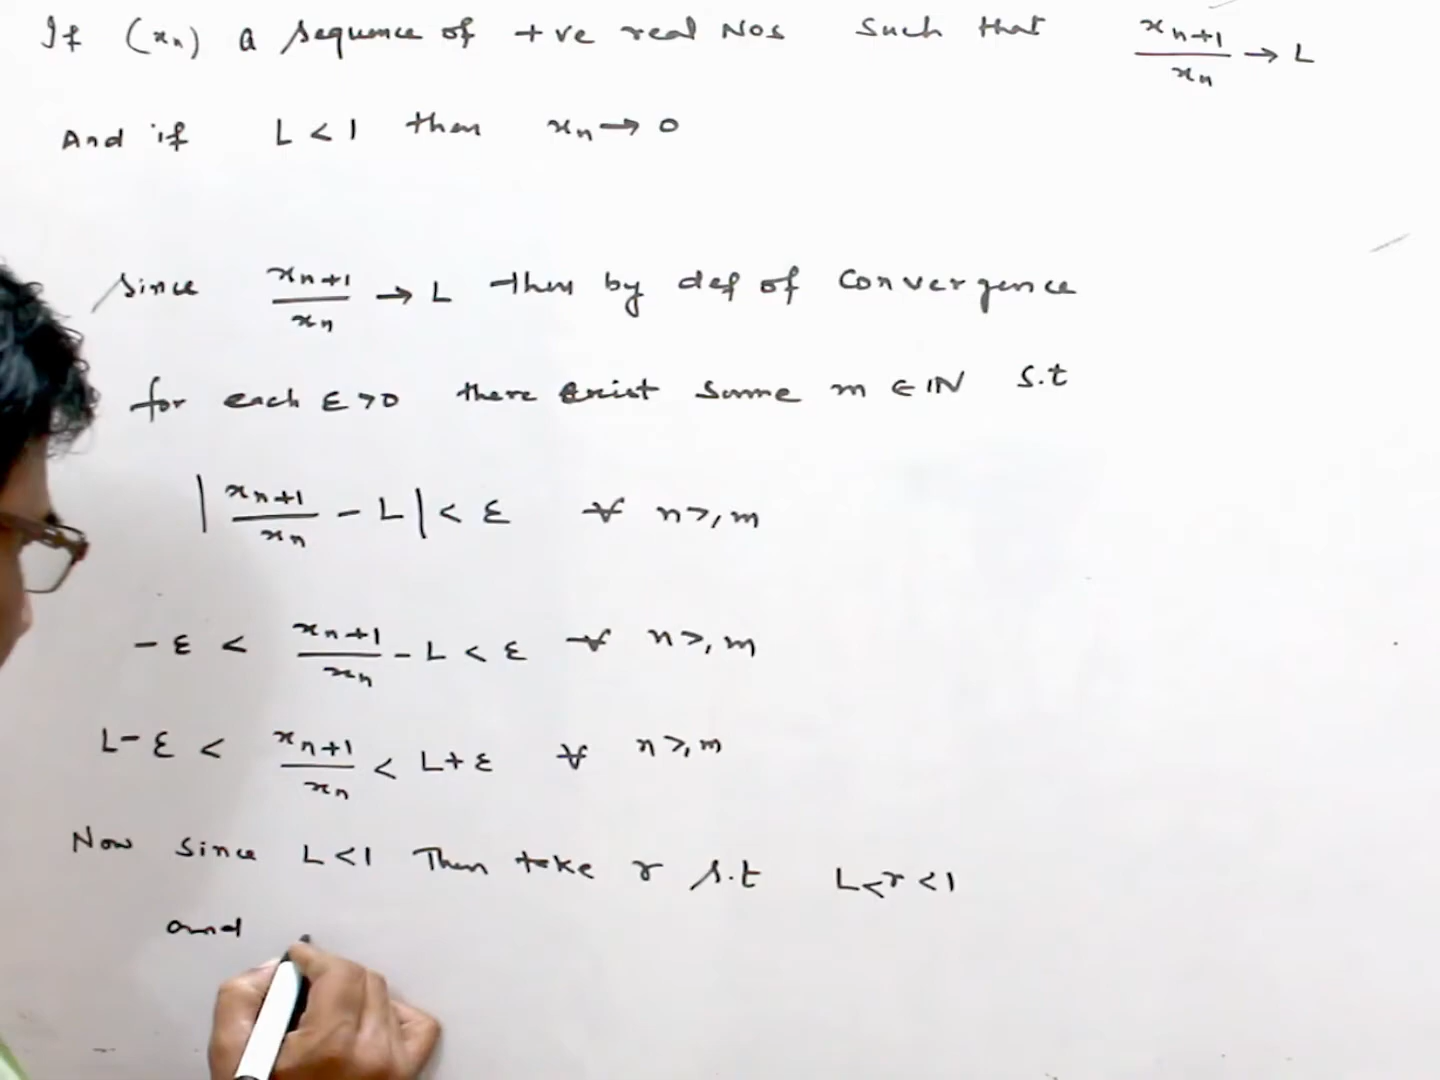 If (xₙ) a sequence of +ve real Nos such that xₙ₊₁/xₙ → L
And if L < 1 then xₙ → 0
Since xₙ₊₁/xₙ → L then by def of Convergence
for each ε > 0 there Exist some m ∈ ℕ s.t
|xₙ₊₁/xₙ - L| < ε ∀ n ≥ m
- ε < xₙ₊₁/xₙ - L < ε ∀ n ≥ m
L - ε < xₙ₊₁/xₙ < L + ε ∀ n ≥ m
Now since L < 1 Then take r s.t L < r < 1
and